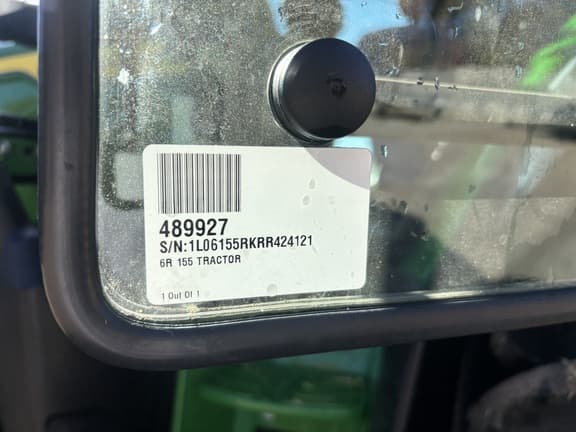 489927
S/N:1L06155RKRR424121
6R 155 TRACTOR
1 Out Of 1